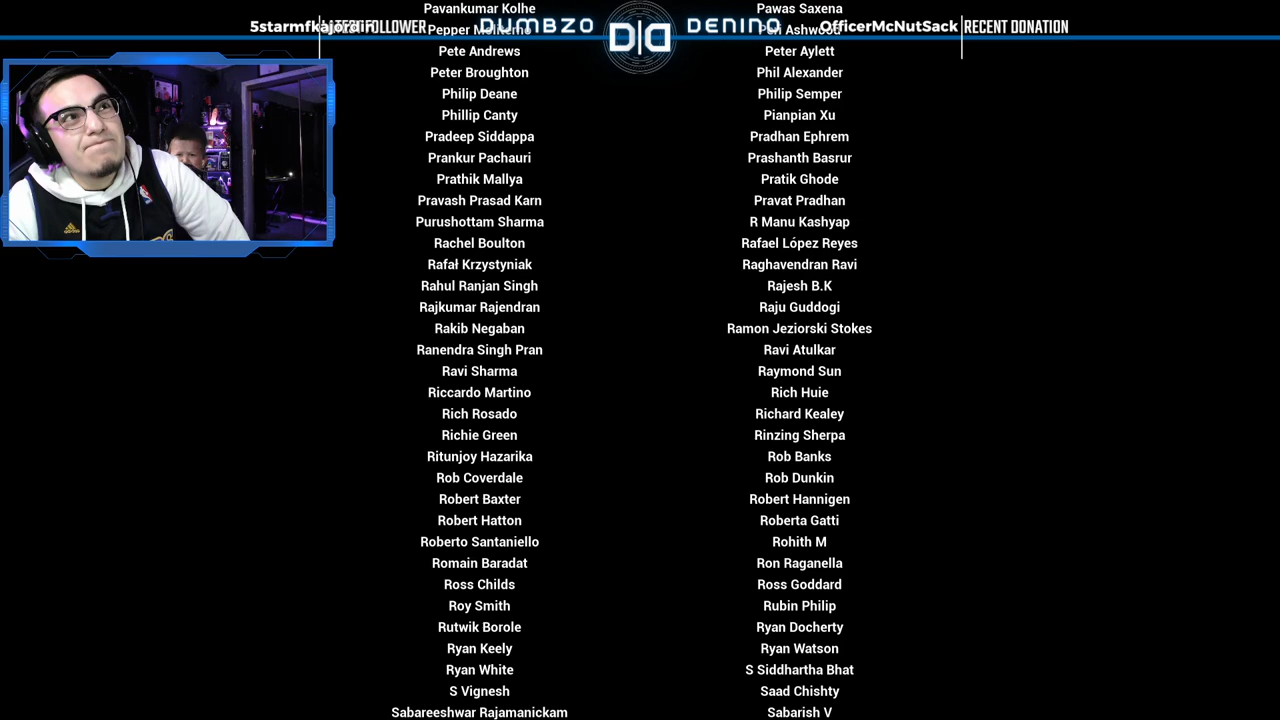 Pavankumar Kolhe Pawas Saxena
5starmfkajnzdi FOLLOWER DUMBZO D|D DENINO OfficerMcNutSack RECENT DONATION
Pepper Ashwood
Pete Andrews Peter Aylett
Peter Broughton Phil Alexander
Philip Deane Philip Semper
Phillip Canty Pianpian Xu
Pradeep Siddappa Pradhan Ephrem
Prankur Pachauri Prashanth Basrur
Prathik Mallya Pratik Ghode
Pravash Prasad Karn Pravat Pradhan
Purushottam Sharma R Manu Kashyap
Rachel Boulton Rafael López Reyes
Rafał Krzystyniak Raghavendran Ravi
Rahul Ranjan Singh Rajesh B.K
Rajkumar Rajendran Raju Guddogi
Rakib Negaban Ramon Jeziorski Stokes
Ranendra Singh Pran Ravi Atulkar
Ravi Sharma Raymond Sun
Riccardo Martino Rich Huie
Rich Rosado Richard Kealey
Richie Green Rinzing Sherpa
Ritunjoy Hazarika Rob Banks
Rob Coverdale Rob Dunkin
Robert Baxter Robert Hannigen
Robert Hatton Roberta Gatti
Roberto Santaniello Rohith M
Romain Baradat Ron Raganella
Ross Childs Ross Goddard
Roy Smith Rubin Philip
Rutwik Borole Ryan Docherty
Ryan Keely Ryan Watson
Ryan White S Siddhartha Bhat
S Vignesh Saad Chishty
Sabareeshwar Rajamanickam Sabarish V